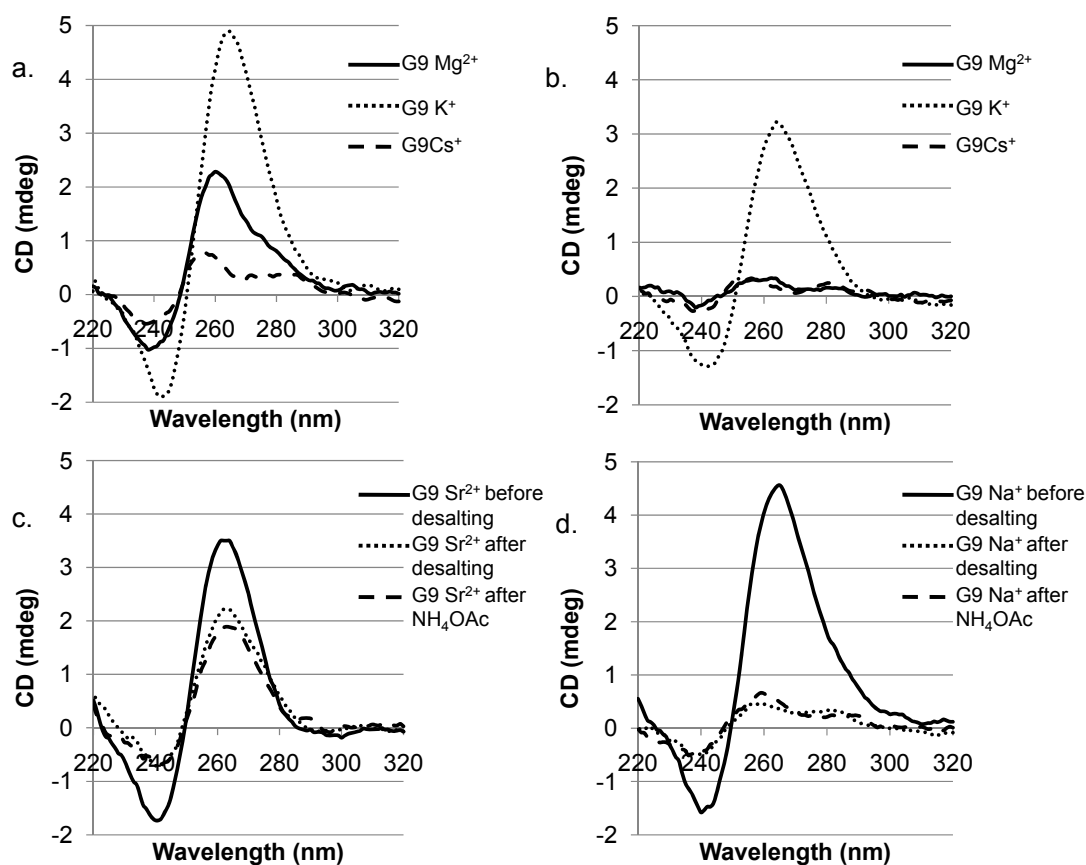 a.
5
4
3
2
1
0
-1
-2
220 240 260 280 300 320
CD (mdeg)
Wavelength (nm)
G9 Mg²⁺
G9 K⁺
G9Cs⁺
b.
5
4
3
2
1
0
-1
-2
220 240 260 280 300 320
CD (mdeg)
Wavelength (nm)
G9 Mg²⁺
G9 K⁺
G9Cs⁺
c.
5
4
3
2
1
0
-1
-2
220 240 260 280 300 320
CD (mdeg)
Wavelength (nm)
G9 Sr²⁺ before
desalting
G9 Sr²⁺ after
desalting
G9 Sr²⁺ after
NH₄OAc
d.
5
4
3
2
1
0
-1
-2
220 240 260 280 300 320
CD (mdeg)
Wavelength (nm)
G9 Na⁺ before
desalting
G9 Na⁺ after
desalting
G9 Na⁺ after
NH₄OAc